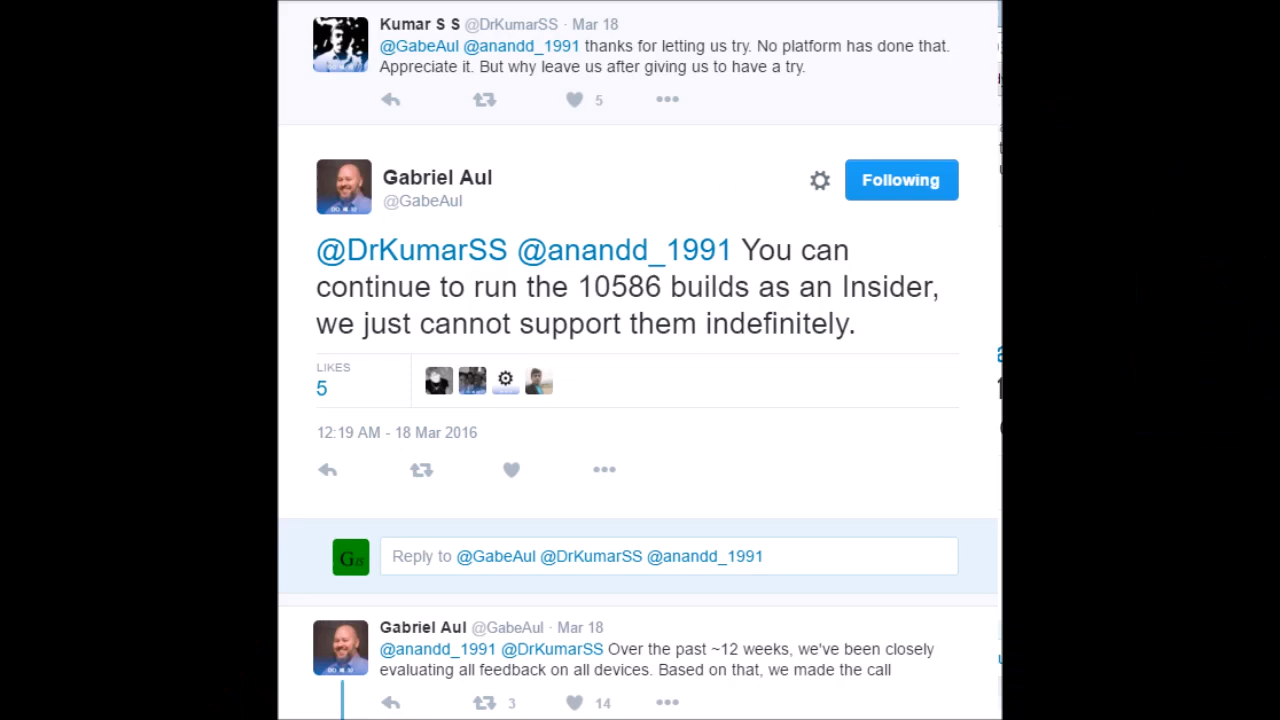 Kumar S S @DrKumarSS · Mar 18
@GabeAul @anandd_1991 thanks for letting us try. No platform has done that.
Appreciate it. But why leave us after giving us to have a try.
5
Gabriel Aul
Following
@GabeAul
@DrKumarSS @anandd_1991 You can
continue to run the 10586 builds as an Insider,
we just cannot support them indefinitely.
LIKES
5
12:19 AM - 18 Mar 2016
Reply to @GabeAul @DrKumarSS @anandd_1991
Gabriel Aul @GabeAul · Mar 18
@anandd_1991 @DrKumarSS Over the past ~12 weeks, we've been closely
evaluating all feedback on all devices. Based on that, we made the call
3 14